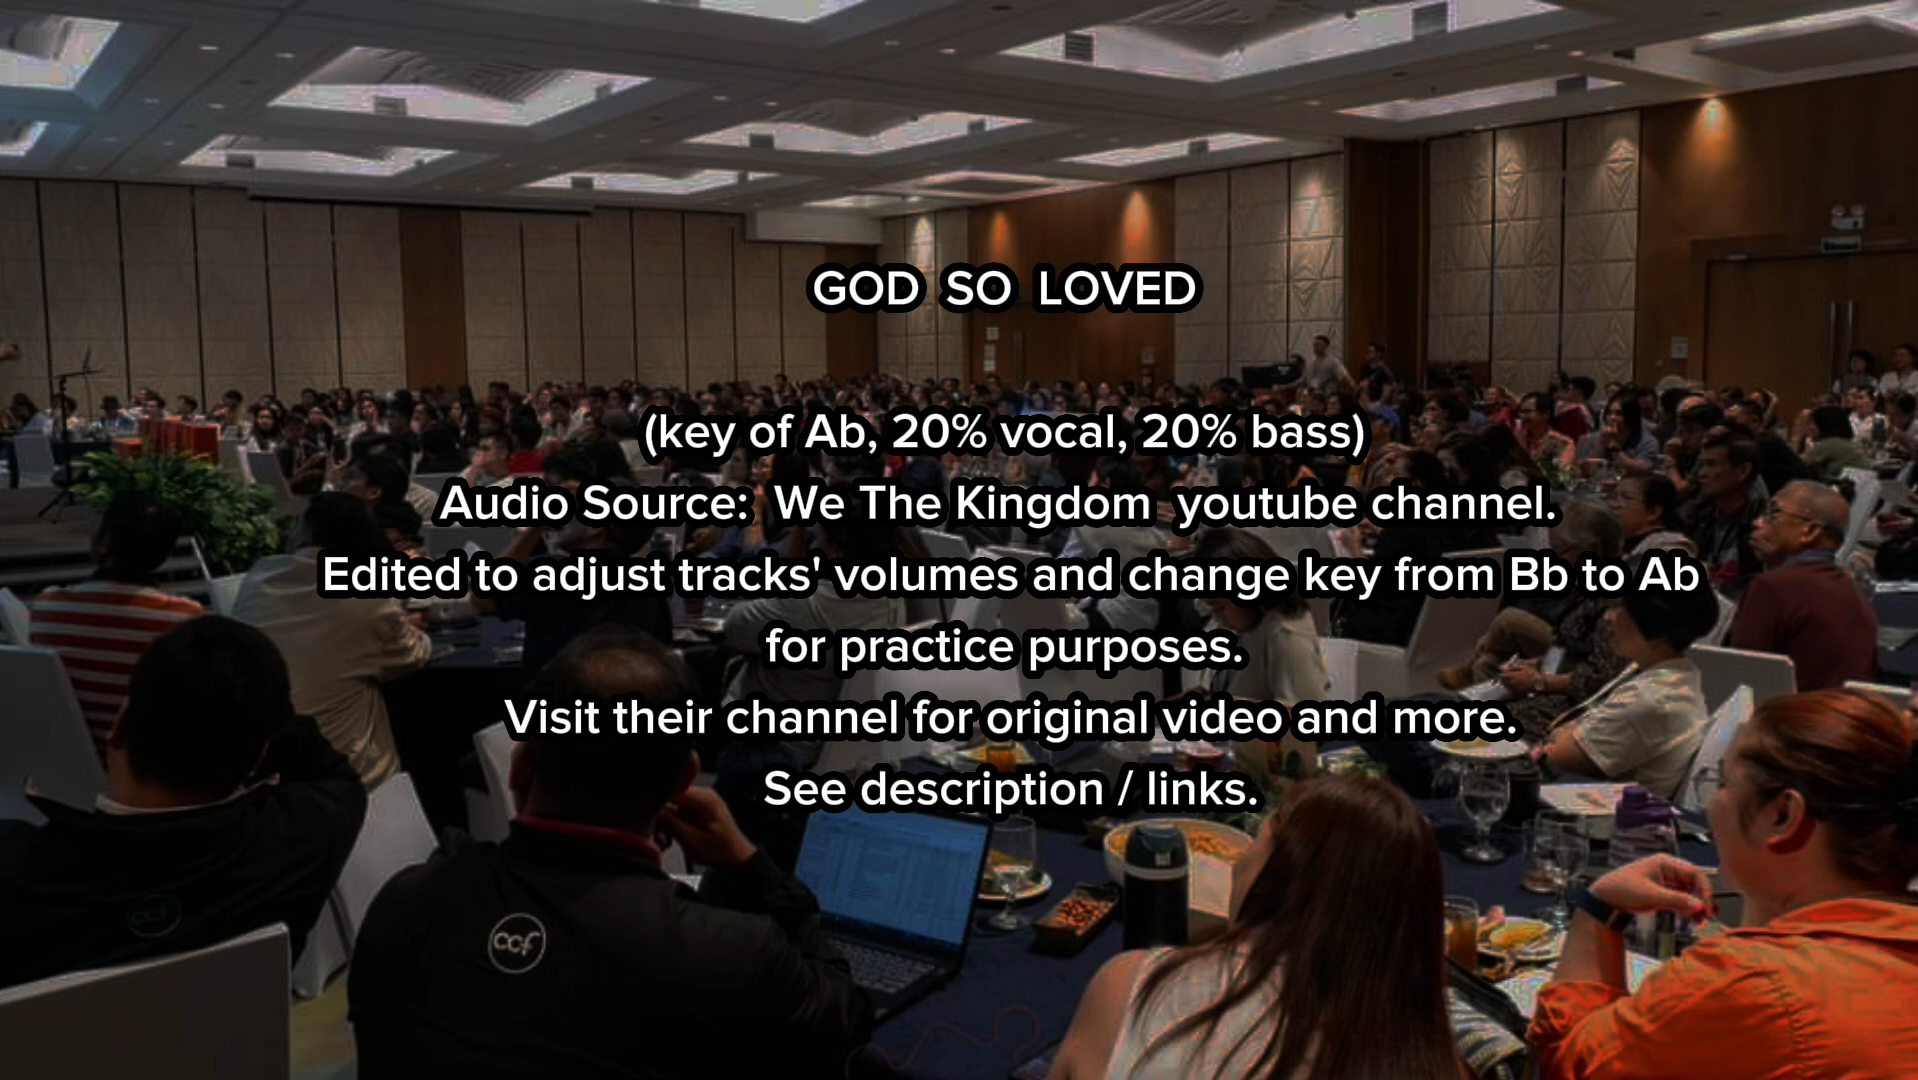 GOD SO LOVED
(key of Ab, 20% vocal, 20% bass)
Audio Source: We The Kingdom youtube channel.
Edited to adjust tracks' volumes and change key from Bb to Ab
for practice purposes.
Visit their channel for original video and more.
See description / links.
ccf
ccf